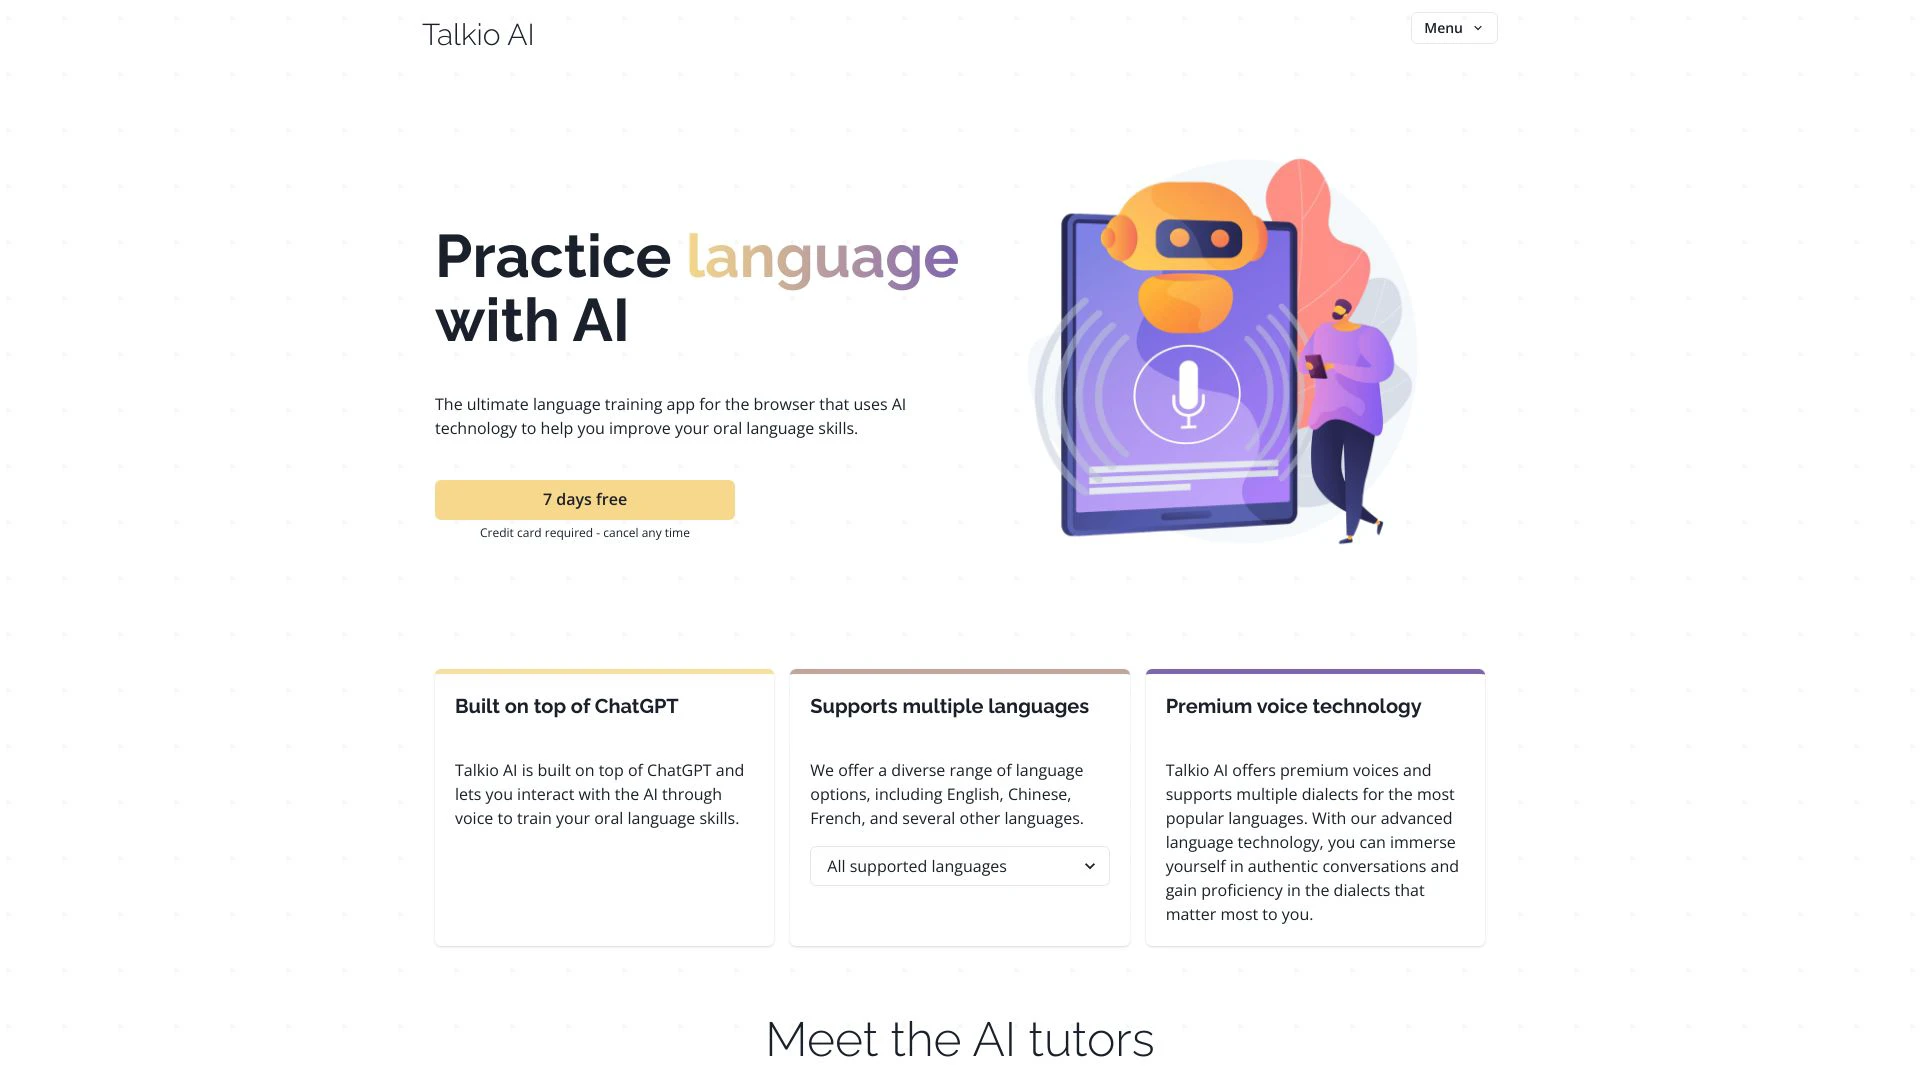 Talkio AI
Menu
Practice language
with AI
The ultimate language training app for the browser that uses AI
technology to help you improve your oral language skills.
7 days free
Credit card required - cancel any time
Built on top of ChatGPT
Talkio AI is built on top of ChatGPT and
lets you interact with the AI through
voice to train your oral language skills.
Supports multiple languages
We offer a diverse range of language
options, including English, Chinese,
French, and several other languages.
All supported languages
Premium voice technology
Talkio AI offers premium voices and
supports multiple dialects for the most
popular languages. With our advanced
language technology, you can immerse
yourself in authentic conversations and
gain proficiency in the dialects that
matter most to you.
Meet the AI tutors